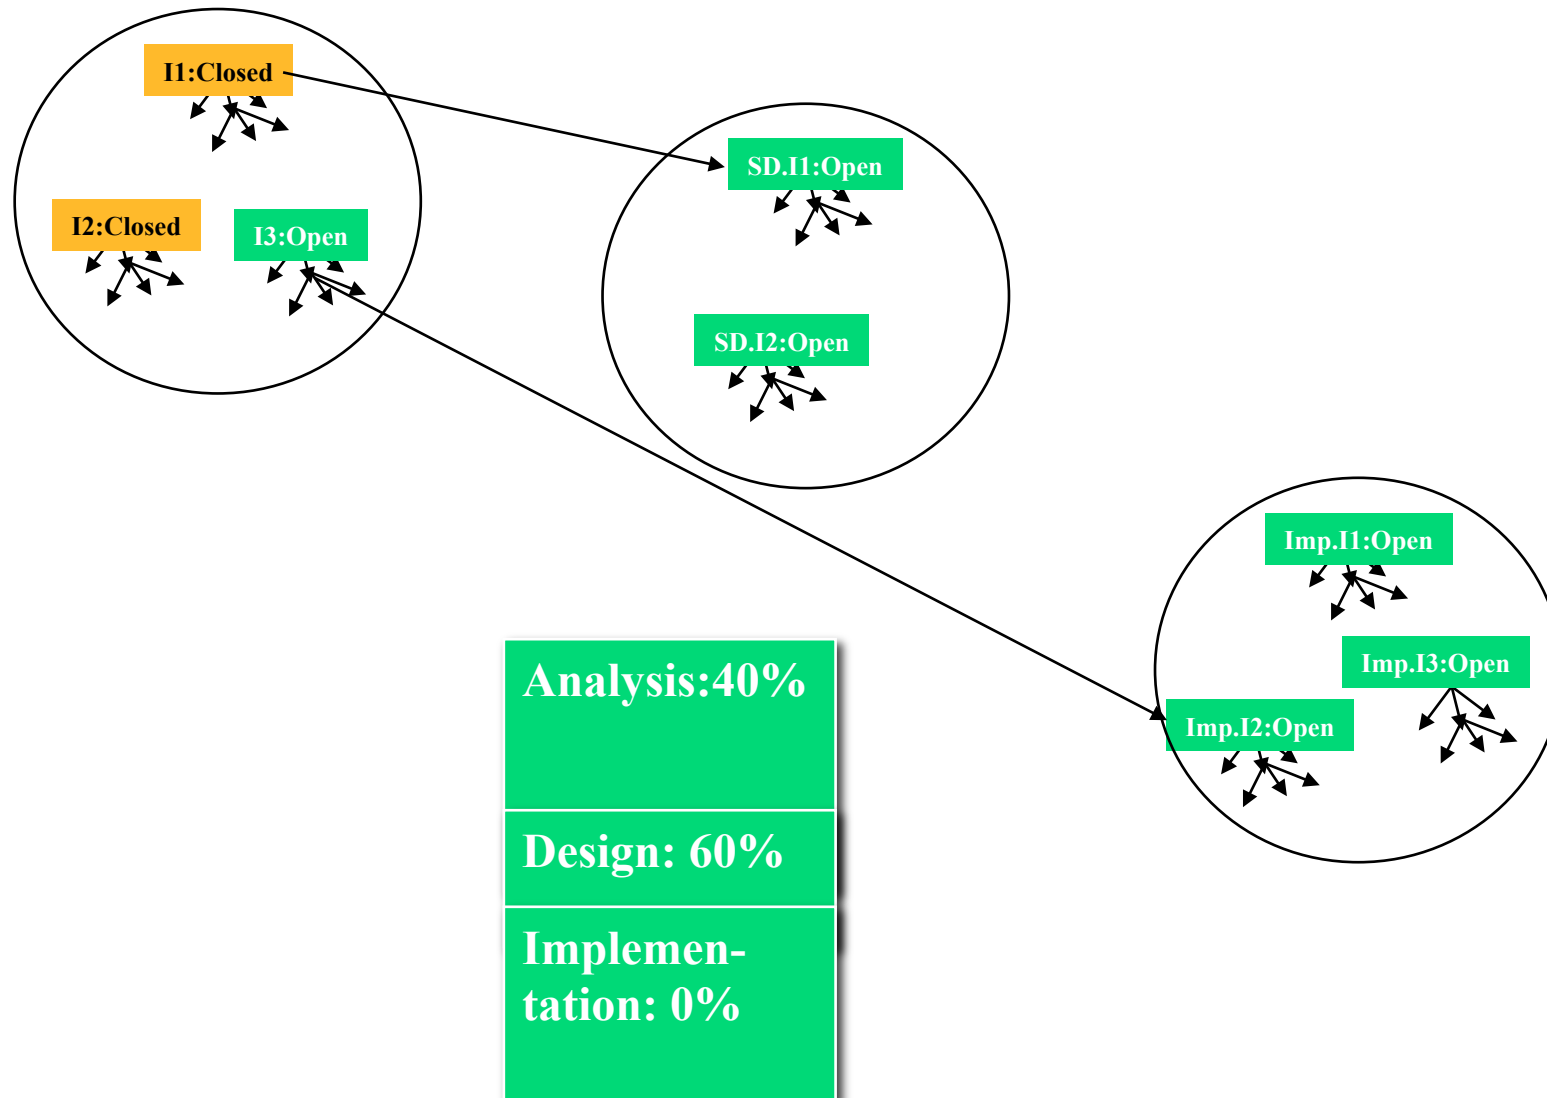 I1:Closed
SD.I1:Open
I2:Closed
I3:Open
SD.I2:Open
Imp.I1:Open
Imp.I3:Open
Imp.I2:Open
Analysis:40%
Design: 60%
Implemen-
tation: 0%